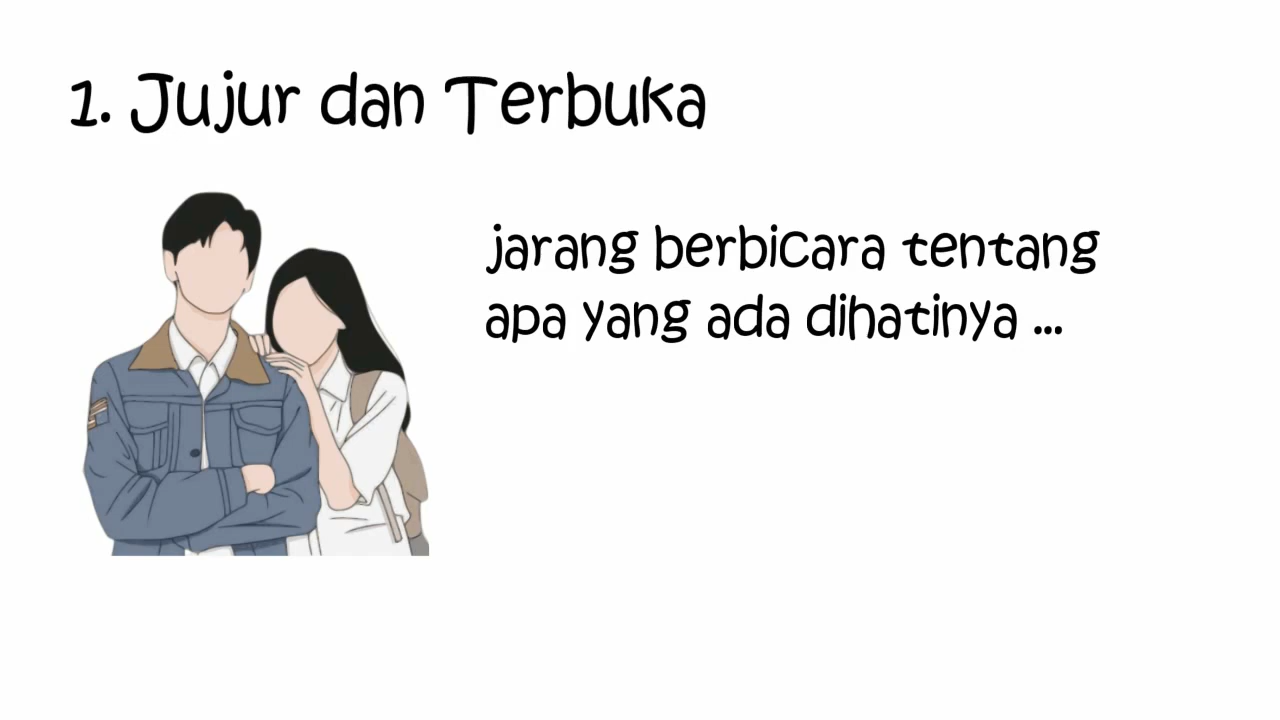 1. Jujur dan Terbuka
jarang berbicara tentang
apa yang ada dihatinya ...